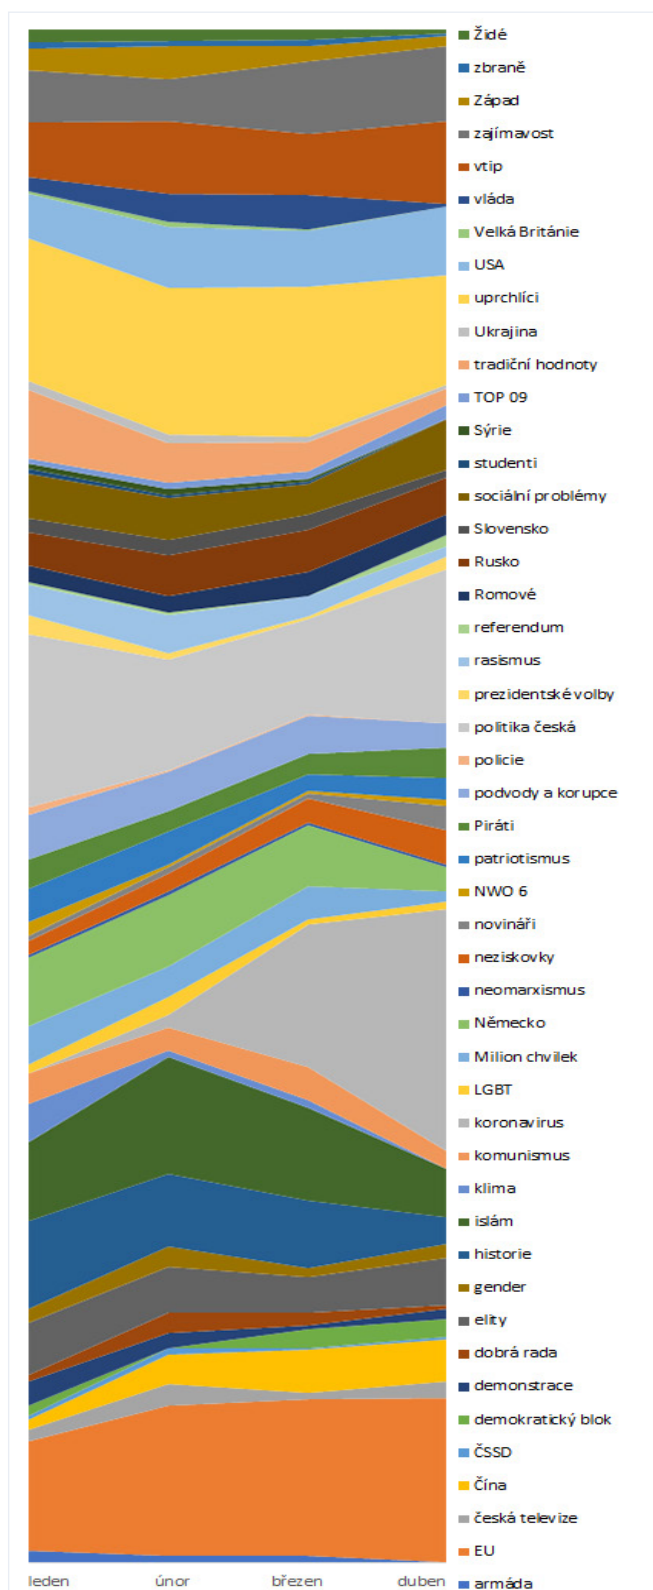 Židé
zbraně
Západ
zajímavost
vtip
vláda
Velká Británie
USA
uprchlíci
Ukrajina
tradiční hodnoty
TOP 09
Sýrie
studenti
sociální problémy
Slovensko
Rusko
Romové
referendum
rasismus
prezidentské volby
politika česká
policie
podvody a korupce
Piráti
patriotismus
NWO 6
novináři
neziskovky
neomarxismus
Německo
Milion chvilek
LGBT
koronavirus
komunismus
klima
islám
historie
gender
elity
dobrá rada
demonstrace
demokratický blok
ČSSD
Čína
česká televize
EU
armáda
leden únor březen duben